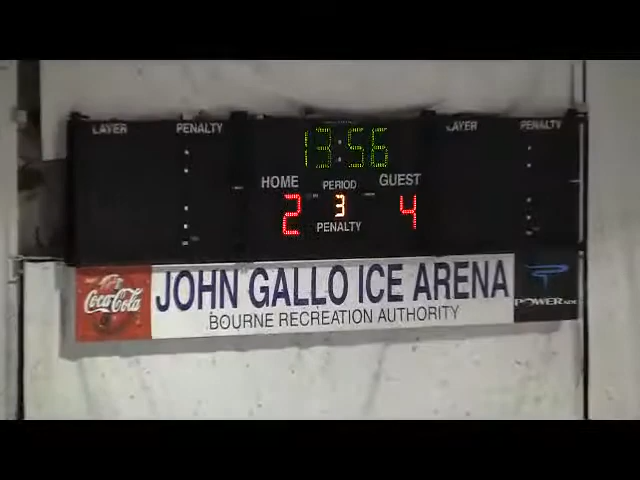 LAYER PENALTY LAYER PENALTY
13:56
HOME PERIOD GUEST
2 3 4
PENALTY
Coca-Cola
JOHN GALLO ICE ARENA
BOURNE RECREATION AUTHORITY